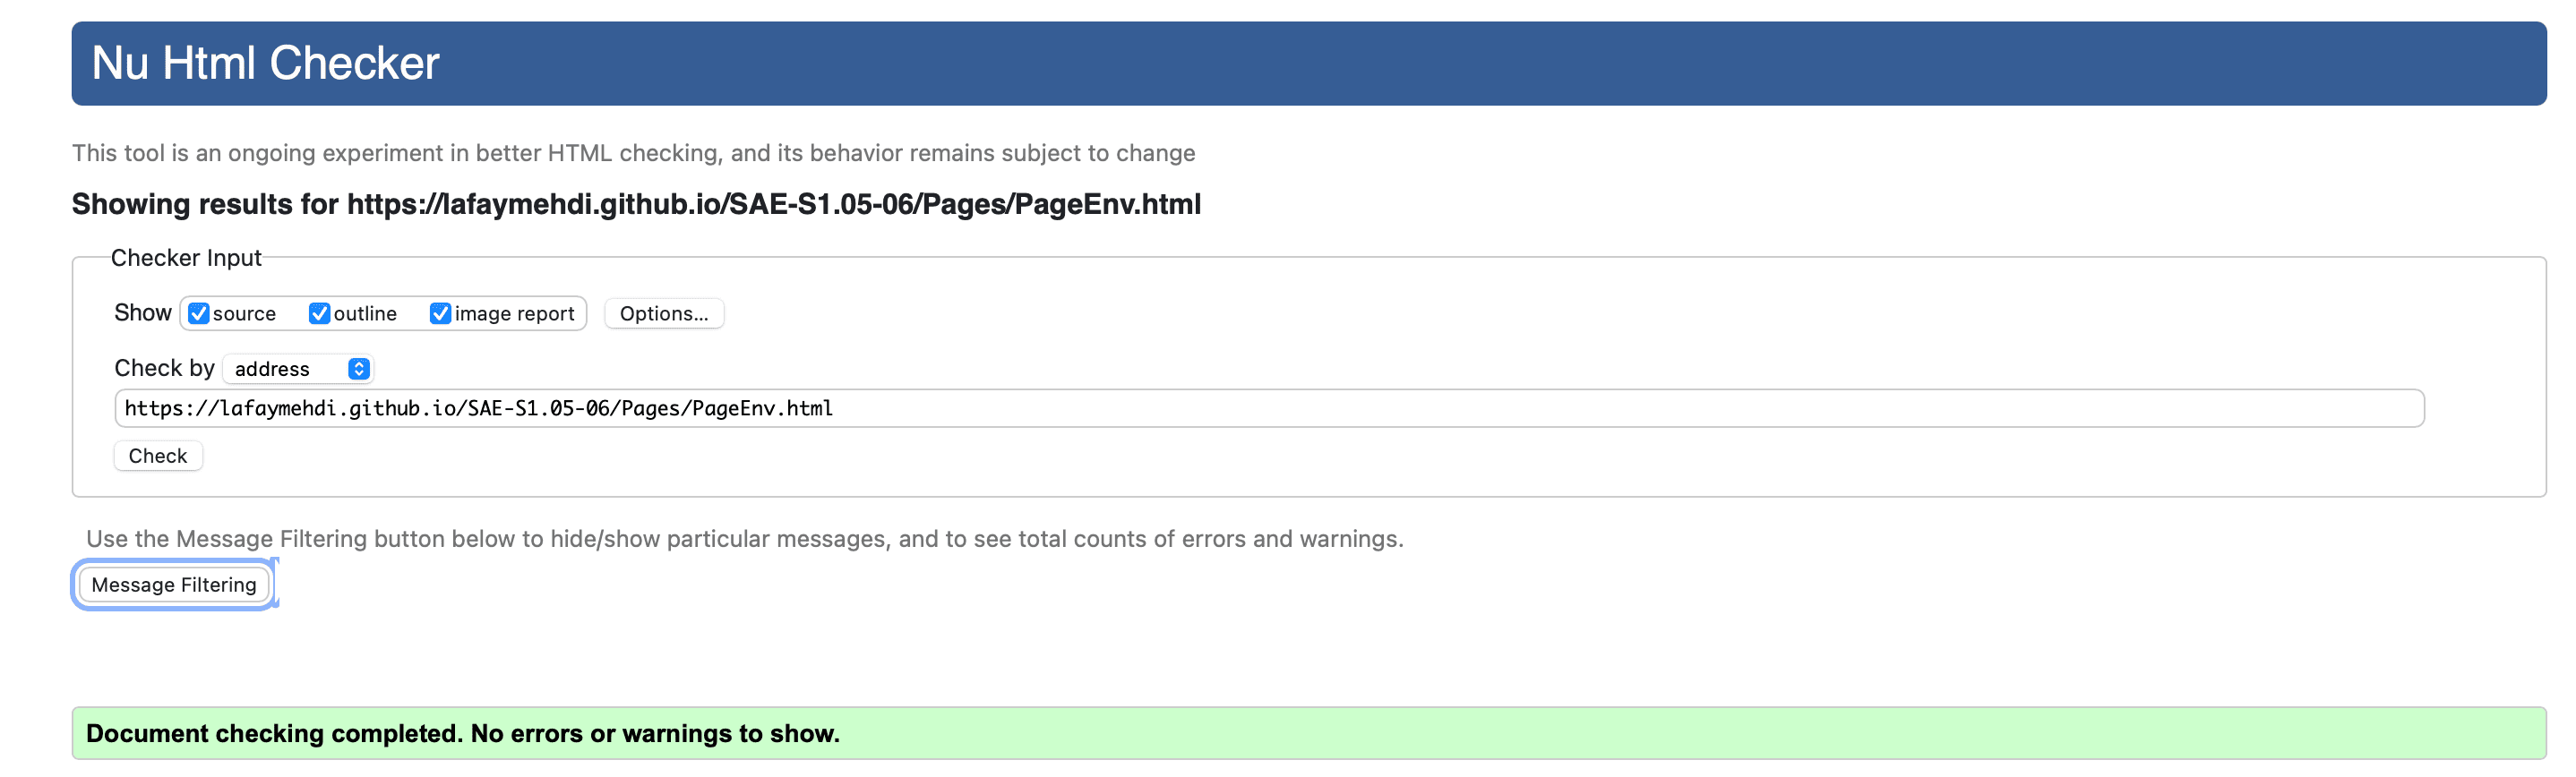 Nu Html Checker
This tool is an ongoing experiment in better HTML checking, and its behavior remains subject to change
Showing results for https://lafaymehdi.github.io/SAE-S1.05-06/Pages/PageEnv.html
Checker Input
Show source outline image report Options...
Check by address
https://lafaymehdi.github.io/SAE-S1.05-06/Pages/PageEnv.html
Check
Use the Message Filtering button below to hide/show particular messages, and to see total counts of errors and warnings.
Message Filtering
Document checking completed. No errors or warnings to show.